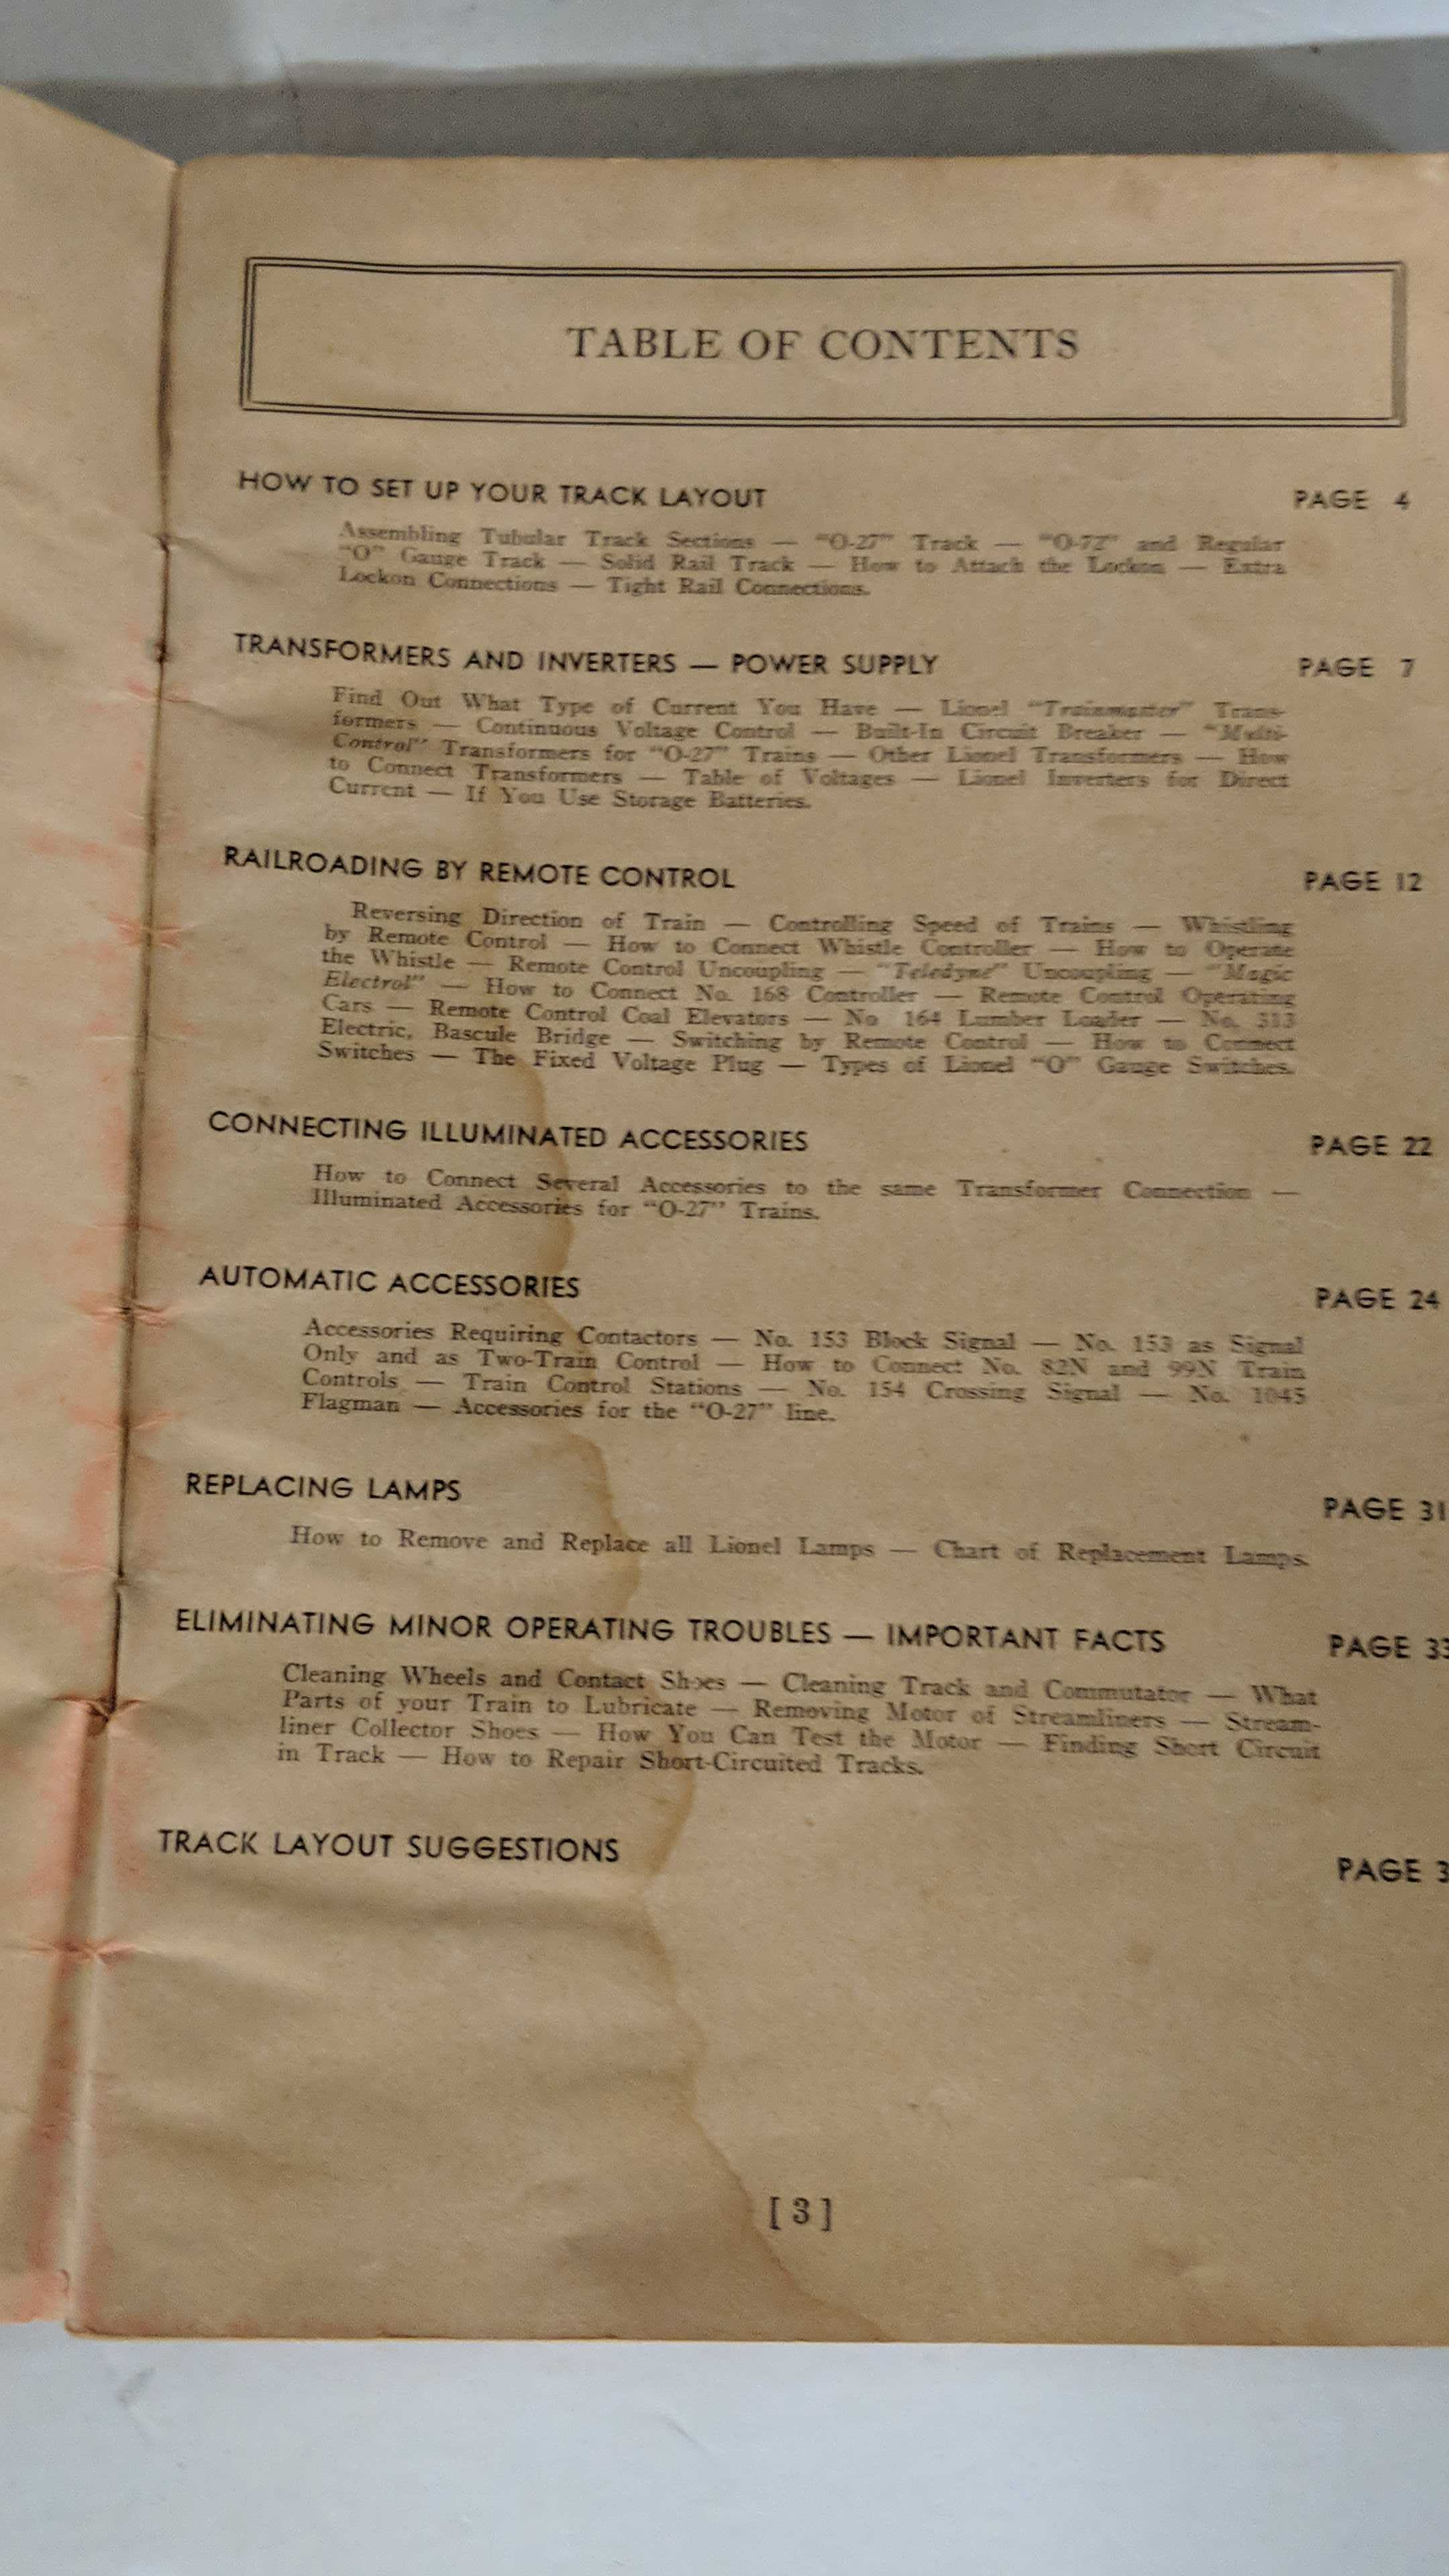 TABLE OF CONTENTS
HOW TO SET UP YOUR TRACK LAYOUT PAGE 4
Assembling Tubular Track Sections — "O-27" Track — "O-72" and Regular
"O" Gauge Track — Solid Rail Track — How to Attach the Lockon — Extra
Lockon Connections — Tight Rail Connections.
TRANSFORMERS AND INVERTERS — POWER SUPPLY PAGE 7
Find Out What Type of Current You Have — Lionel "Trainmaster" Trans-
formers — Continuous Voltage Control — Built-In Circuit Breaker — "Multi-
Control" Transformers for "O-27" Trains — Other Lionel Transformers — How
to Connect Transformers — Table of Voltages — Lionel Inverters for Direct
Current — If You Use Storage Batteries.
RAILROADING BY REMOTE CONTROL PAGE 12
Reversing Direction of Train — Controlling Speed of Trains — Whistling
by Remote Control — How to Connect Whistle Controller — How to Operate
the Whistle — Remote Control Uncoupling — "Teledyne" Uncoupling — "Magic
Electrol" — How to Connect No. 168 Controller — Remote Control Operating
Cars — Remote Control Coal Elevators — No 164 Lumber Loader — No. 313
Electric, Bascule Bridge — Switching by Remote Control — How to Connect
Switches — The Fixed Voltage Plug — Types of Lionel "O" Gauge Switches.
CONNECTING ILLUMINATED ACCESSORIES PAGE 22
How to Connect Several Accessories to the same Transformer Connection —
Illuminated Accessories for "O-27" Trains.
AUTOMATIC ACCESSORIES PAGE 24
Accessories Requiring Contactors — No. 153 Block Signal — No. 153 as Signal
Only and as Two-Train Control — How to Connect No. 82N and 99N Train
Controls — Train Control Stations — No. 154 Crossing Signal — No. 1045
Flagman — Accessories for the "O-27" line.
REPLACING LAMPS PAGE 31
How to Remove and Replace all Lionel Lamps — Chart of Replacement Lamps.
ELIMINATING MINOR OPERATING TROUBLES — IMPORTANT FACTS PAGE 33
Cleaning Wheels and Contact Shoes — Cleaning Track and Commutator — What
Parts of your Train to Lubricate — Removing Motor of Streamliners — Stream-
liner Collector Shoes — How You Can Test the Motor — Finding Short Circuit
in Track — How to Repair Short-Circuited Tracks.
TRACK LAYOUT SUGGESTIONS PAGE 3
[ 3 ]